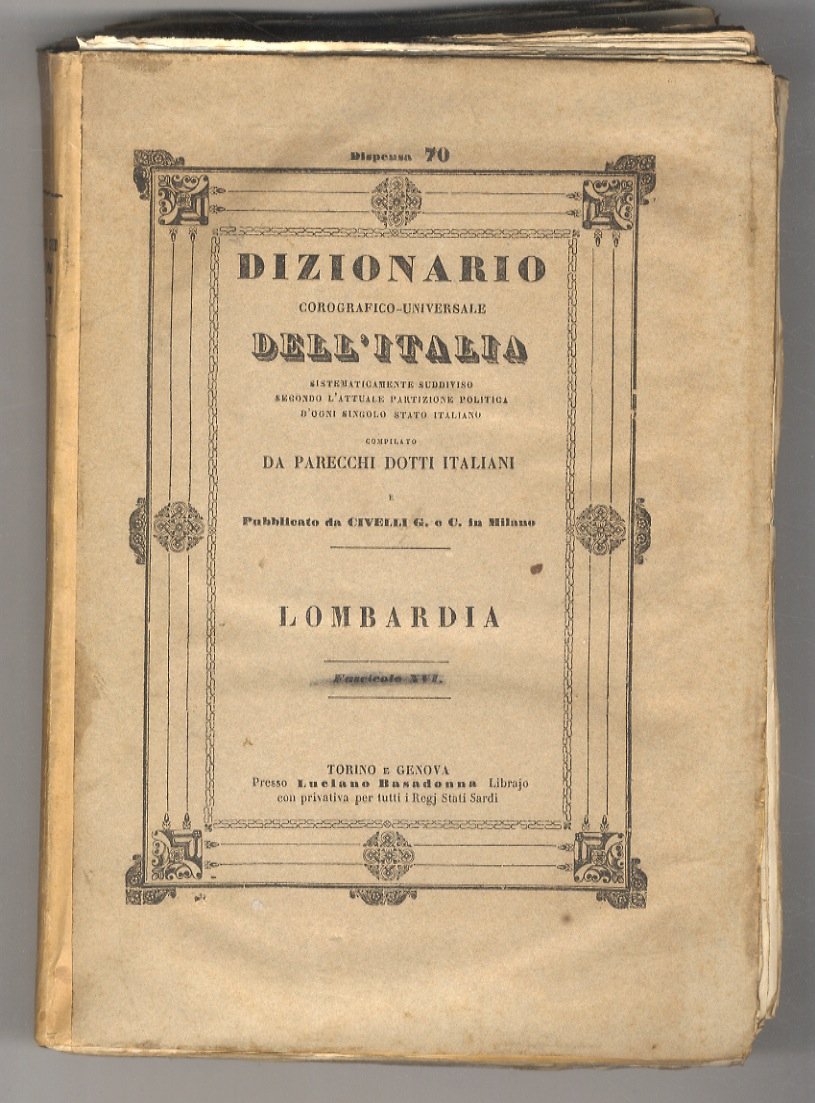 Dispensa 70
DIZIONARIO
COROGRAFICO-UNIVERSALE
DELL'ITALIA
SISTEMATICAMENTE SUDDIVISO
SECONDO L'ATTUALE PARTIZIONE POLITICA
D'OGNI SINGOLO STATO ITALIANO
COMPILATO
DA PARECCHI DOTTI ITALIANI
E
Pubblicato da CIVELLI G. e C. in Milano
LOMBARDIA
Fascicolo XVI.
TORINO E GENOVA
Presso Luciano Basadonna Librajo
con privativa per tutti i Regj Stati Sardi